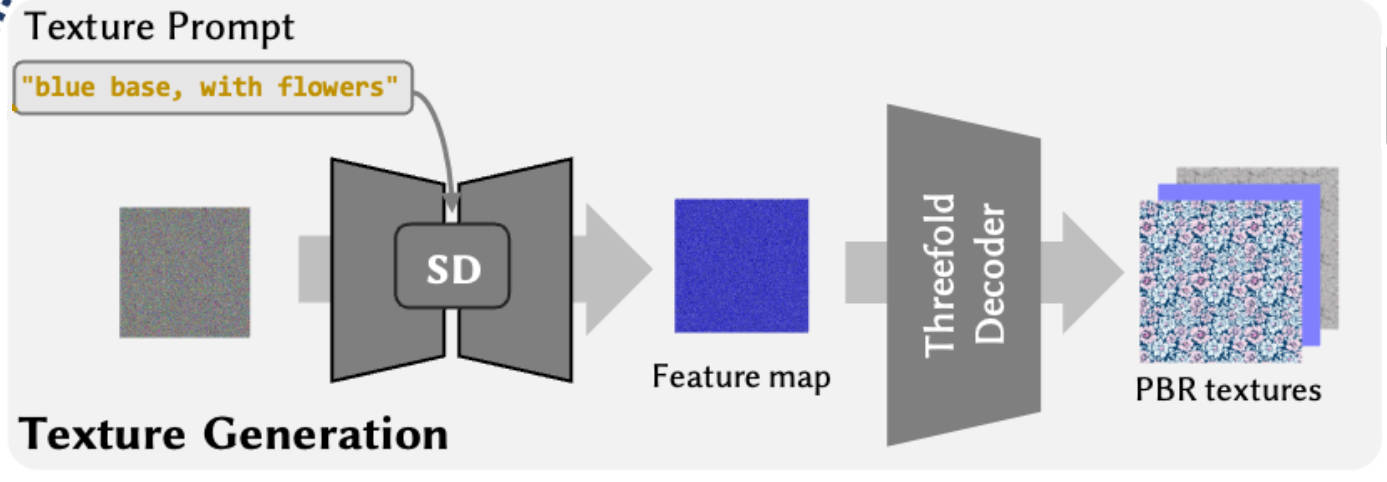 Texture Prompt
"blue base, with flowers"
SD
Threefold
Decoder
Feature map
PBR textures
Texture Generation